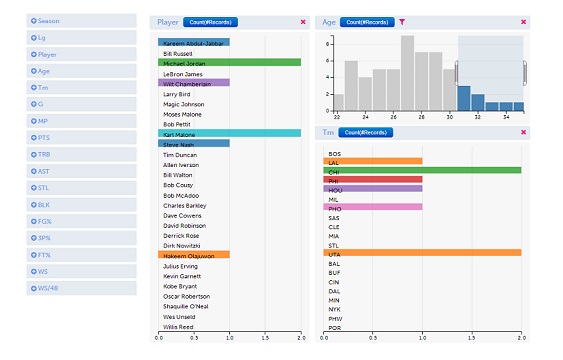 Season
Lg
Player
Age
Tm
G
MP
PTS
TRB
AST
STL
BLK
FG%
3P%
FT%
WS
WS/48
Player Count(#Records)
Kareem Abdul-Jabbar
Bill Russell
Michael Jordan
LeBron James
Wilt Chamberlain
Larry Bird
Magic Johnson
Moses Malone
Bob Pettit
Karl Malone
Steve Nash
Tim Duncan
Allen Iverson
Bill Walton
Bob Cousy
Bob McAdoo
Charles Barkley
Dave Cowens
David Robinson
Derrick Rose
Dirk Nowitzki
Hakeem Olajuwon
Julius Erving
Kevin Garnett
Kobe Bryant
Oscar Robertson
Shaquille O'Neal
Wes Unseld
Willis Reed
0.0 0.5 1.0 1.5 2.0
Age Count(#Records)
8
6
4
2
0
22 24 26 28 30 32 34
Tm Count(#Records)
BOS
LAL
CHI
PHI
HOU
MIL
PHO
SAS
CLE
MIA
STL
UTA
BAL
BUF
CIN
DAL
MIN
NYK
PHW
POR
0.0 0.5 1.0 1.5 2.0